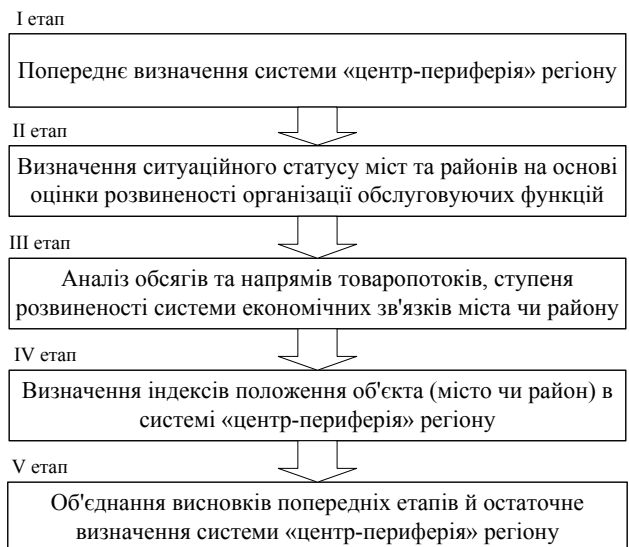 I етап
Попереднє визначення системи «центр-периферія» регіону
II етап
Визначення ситуаційного статусу міст та районів на основі
оцінки розвиненості організації обслуговуючих функцій
III етап
Аналіз обсягів та напрямів товаропотоків, ступеня
розвиненості системи економічних зв'язків міста чи району
IV етап
Визначення індексів положення об'єкта (місто чи район) в
системі «центр-периферія» регіону
V етап
Об'єднання висновків попередніх етапів й остаточне
визначення системи «центр-периферія» регіону